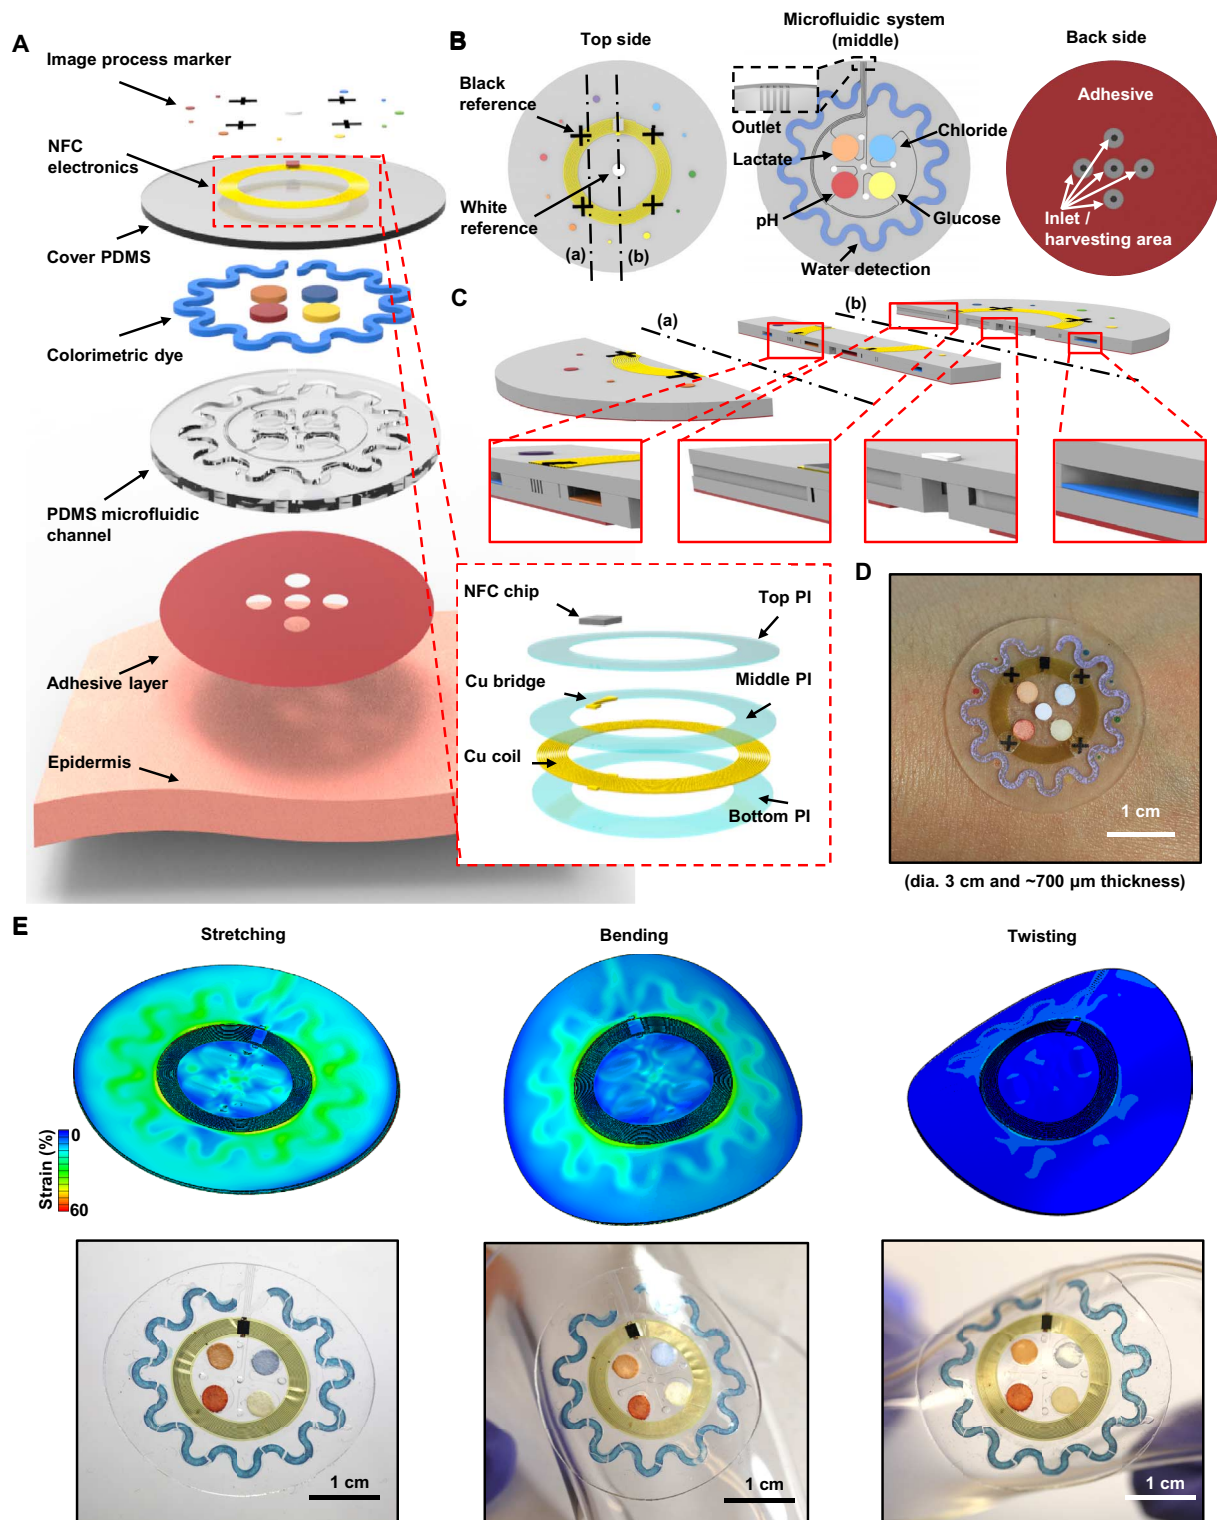 A
Image process marker
NFC
electronics
Cover PDMS
Colorimetric dye
PDMS microfluidic
channel
Adhesive layer
Epidermis
B
Top side
Black
reference
White
reference
(a)
(b)
Microfluidic system
(middle)
Outlet
Lactate
Chloride
pH
Glucose
Water detection
Back side
Adhesive
Inlet /
harvesting area
C
(a)
(b)
NFC chip
Top PI
Cu bridge
Middle PI
Cu coil
Bottom PI
D
1 cm
(dia. 3 cm and ~700 μm thickness)
E
Stretching
Bending
Twisting
Strain (%)
0
60
1 cm
1 cm
1 cm